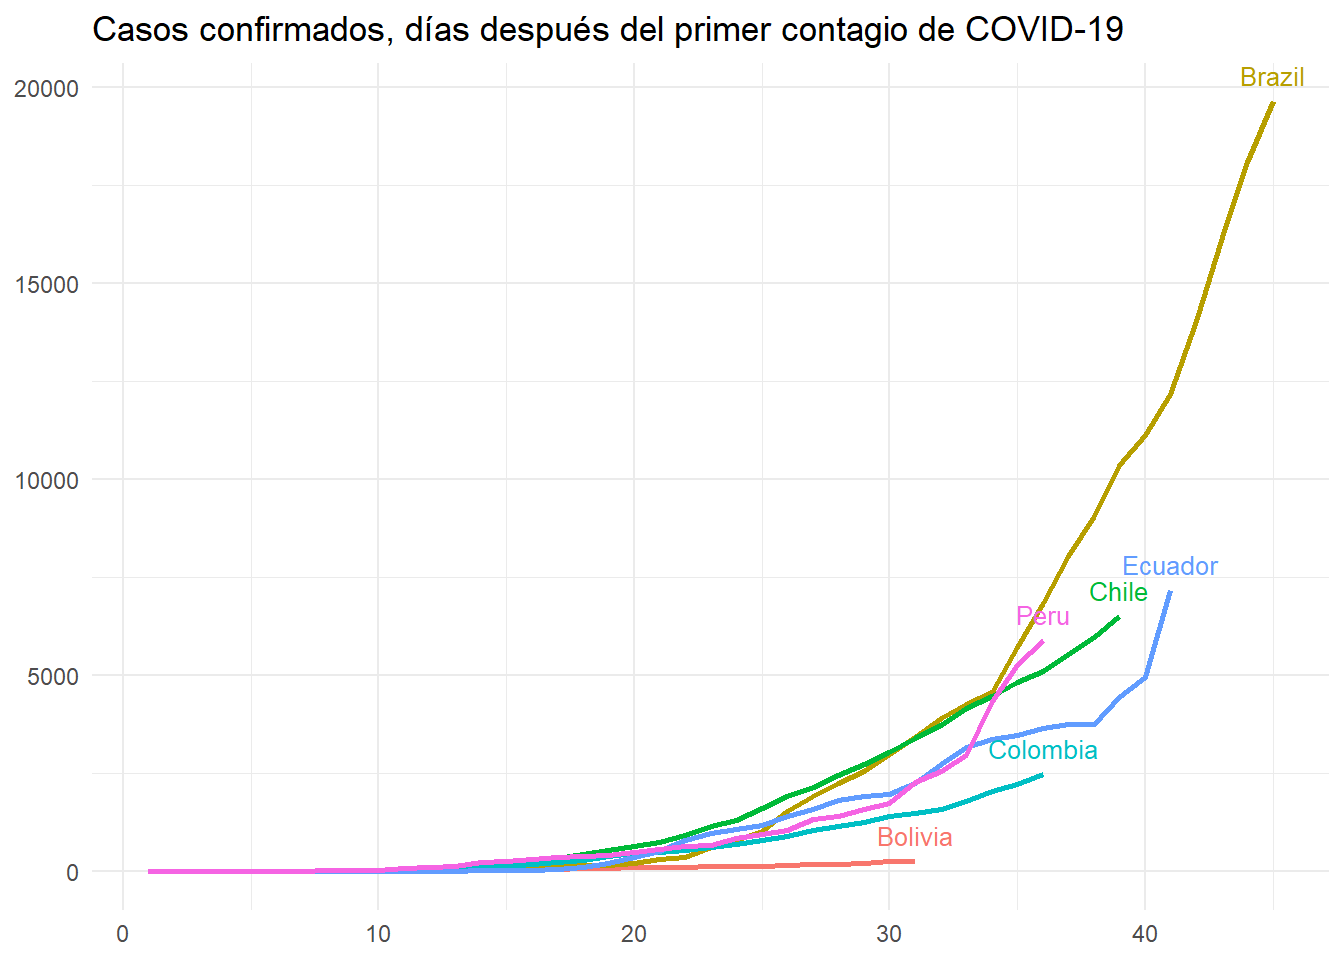 Casos confirmados, días después del primer contagio de COVID-19
20000
Brazil
15000
10000
Ecuador
Chile
Peru
5000
Colombia
Bolivia
0
0 10 20 30 40